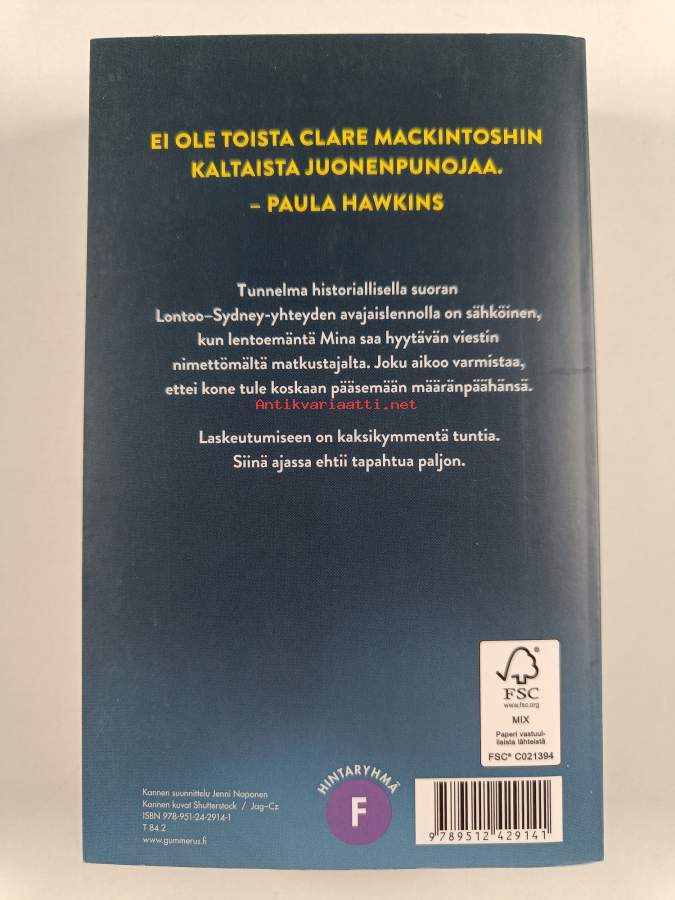 EI OLE TOISTA CLARE MACKINTOSHIN
KALTAISTA JUONENPUNOJAA.
– PAULA HAWKINS
Tunnelma historiallisella suoran
Lontoo–Sydney-yhteyden avajaislennolla on sähköinen,
kun lentoemäntä Mina saa hyytävän viestin
nimettömältä matkustajalta. Joku aikoo varmistaa,
ettei kone tule koskaan pääsemään määränpäähänsä.
Antikvariaatti.net
Laskeutumiseen on kaksikymmentä tuntia.
Siinä ajassa ehtii tapahtua paljon.
FSC
www.fsc.org
MIX
Paperi vastuul-
lisista lähteistä
FSC® C021394
Kannen suunnittelu Jenni Noponen
Kannen kuvat Shutterstock / Jag–Cz
ISBN 978-951-24-2914-1
T 84.2
www.gummerus.fi
HINTARYHMÄ
F
9 789512 429141